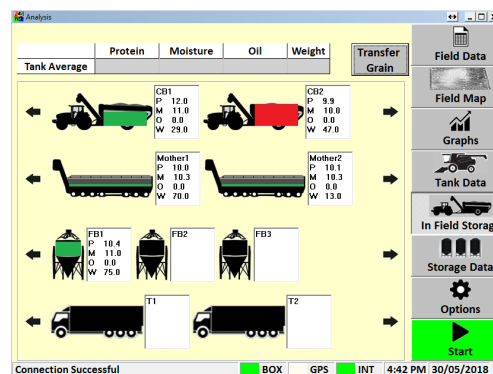 Analysis
Protein Moisture Oil Weight
Tank Average
Transfer
Grain
CB1
P 12.0
M 11.0
O 0.0
W 29.0
CB2
P 9.9
M 10.0
O 0.0
W 47.0
Mother1
P 10.0
M 10.3
O 0.0
W 70.0
Mother2
P 10.1
M 10.3
O 0.0
W 13.0
FB1
P 10.4
M 11.0
O 0.0
W 75.0
FB2
FB3
T1
T2
Field Data
Field Map
Graphs
Tank Data
In Field Storag
Storage Data
Options
Start
Connection Successful BOX GPS INT 4:42 PM 30/05/2018